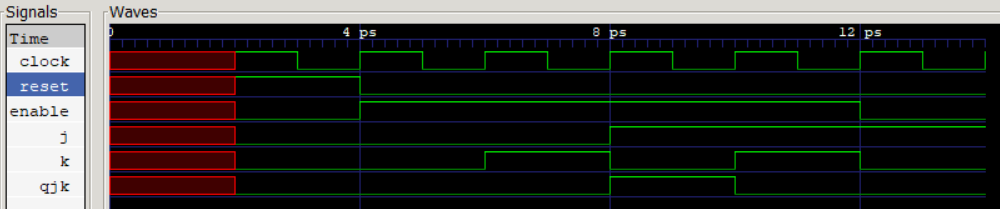 Signals
Waves
Time
0
4 ps
8 ps
12 ps
clock
reset
enable
j
k
qjk